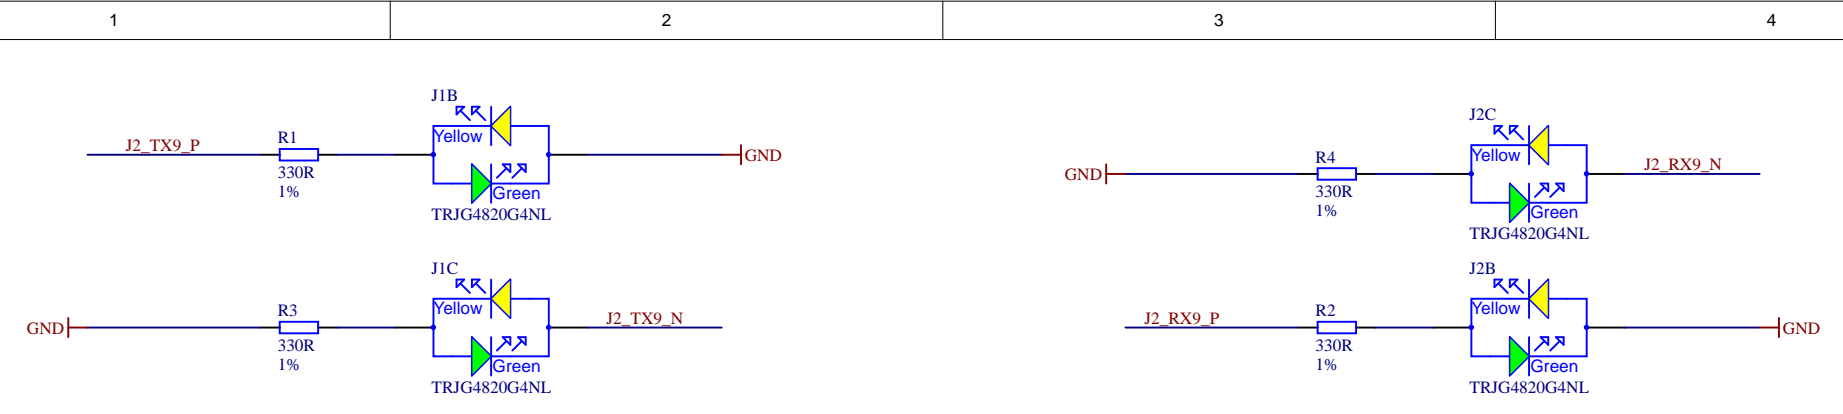 1 2 3 4
J1B
Yellow
Green
TRJG4820G4NL
J2_TX9_P
R1
330R
1%
GND
J2C
Yellow
Green
TRJG4820G4NL
GND
R4
330R
1%
J2_RX9_N
J1C
Yellow
Green
TRJG4820G4NL
GND
R3
330R
1%
J2_TX9_N
J2B
Yellow
Green
TRJG4820G4NL
J2_RX9_P
R2
330R
1%
GND